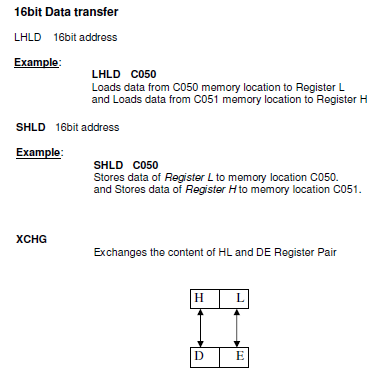 16bit Data transfer
LHLD 16bit address
Example:
LHLD C050
Loads data from C050 memory location to Register L
and Loads data from C051 memory location to Register H
SHLD 16bit address
Example:
SHLD C050
Stores data of Register L to memory location C050.
and Stores data of Register H to memory location C051.
XCHG
Exchanges the content of HL and DE Register Pair
H L
D E